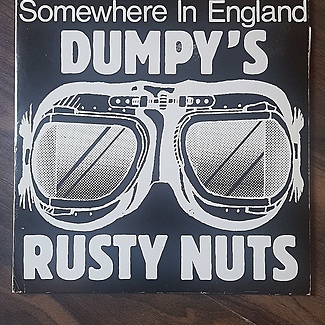 Somewhere In England
DUMPY'S
RUSTY NUTS